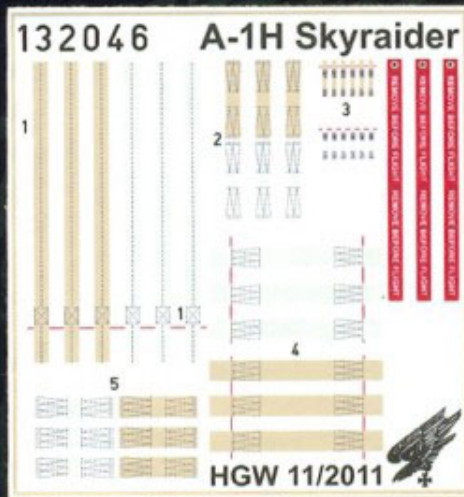 132046 A-1H Skyraider
1
2
3
REMOVE BEFORE FLIGHT REMOVE BEFORE FLIGHT
REMOVE BEFORE FLIGHT REMOVE BEFORE FLIGHT
REMOVE BEFORE FLIGHT REMOVE BEFORE FLIGHT
1
4
5
HGW 11/2011